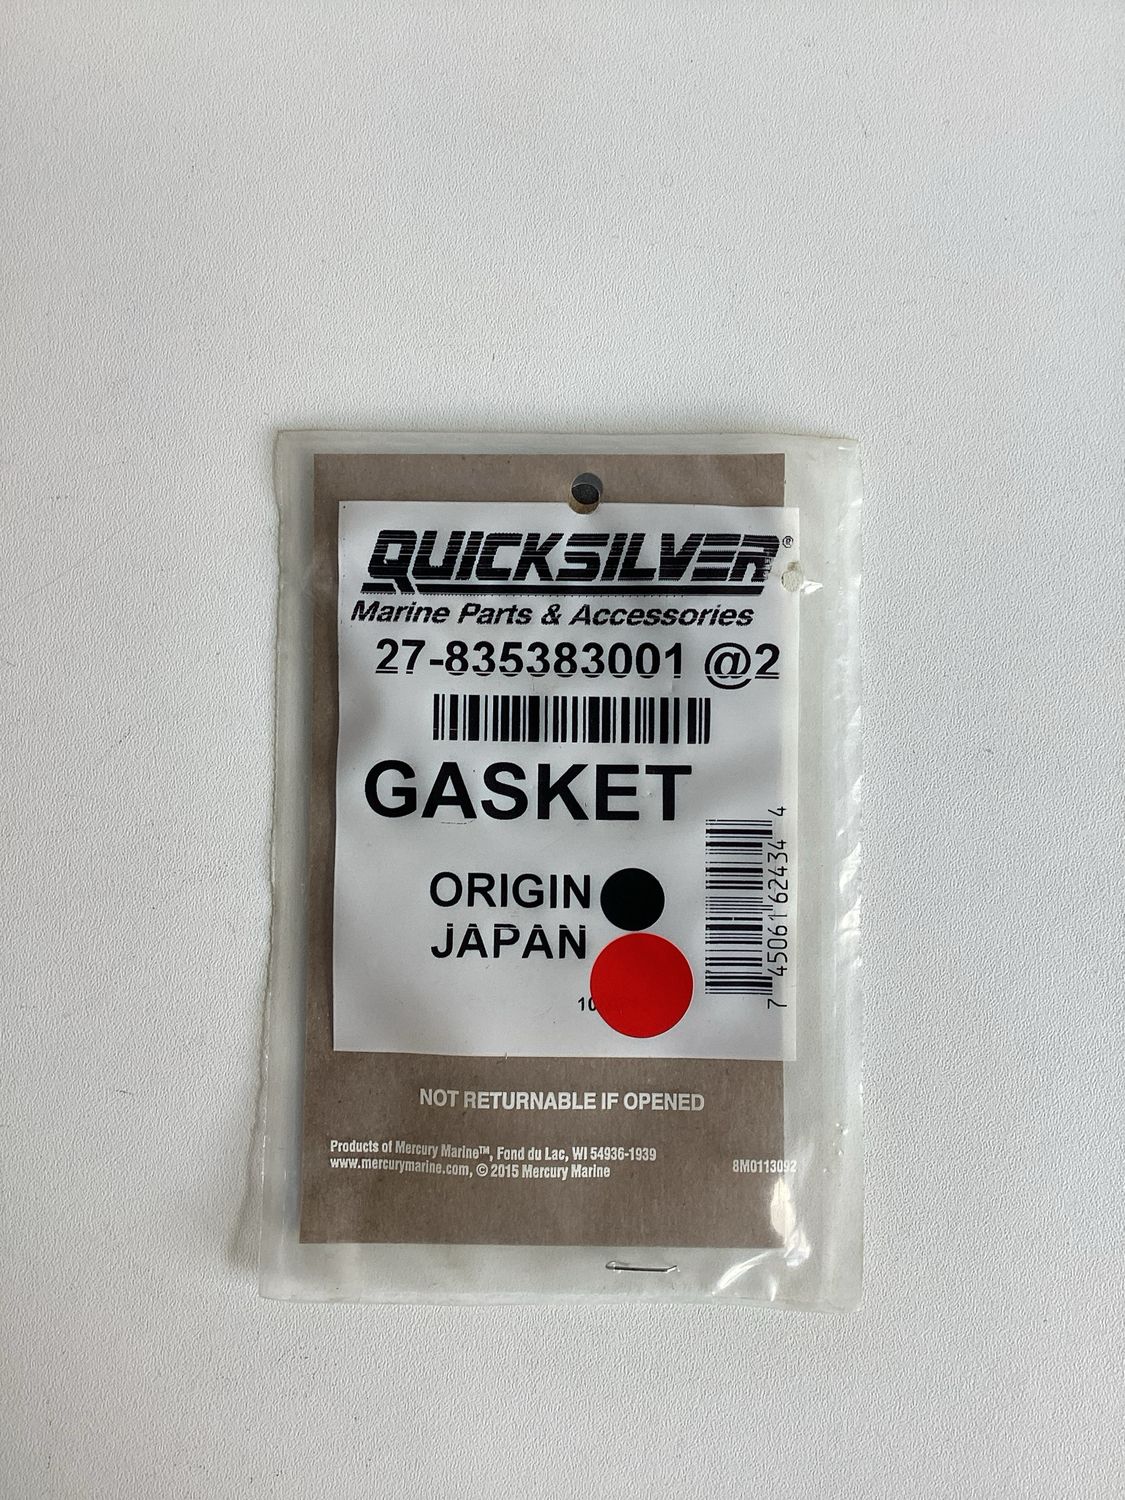 QUICKSILVER®
Marine Parts & Accessories
27-835383001 @2
GASKET
ORIGIN
JAPAN
10
7 45061 62434 4
NOT RETURNABLE IF OPENED
Products of Mercury Marine™, Fond du Lac, WI 54936-1939
www.mercurymarine.com, © 2015 Mercury Marine
8M0113092